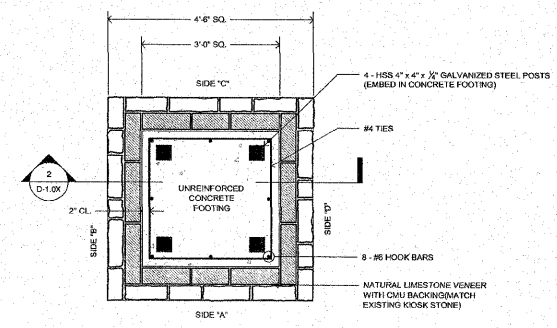 4'-6" SQ.
3'-0" SQ.
SIDE "C"
4 - HSS 4" x 4" x ¼" GALVANIZED STEEL POSTS
(EMBED IN CONCRETE FOOTING)
#4 TIES
2
D-1.0X
UNREINFORCED
CONCRETE
FOOTING
2" CL.
SIDE "B"
SIDE "D"
8 - #6 HOOK BARS
NATURAL LIMESTONE VENEER
WITH CMU BACKING(MATCH
EXISTING KIOSK STONE)
SIDE "A"